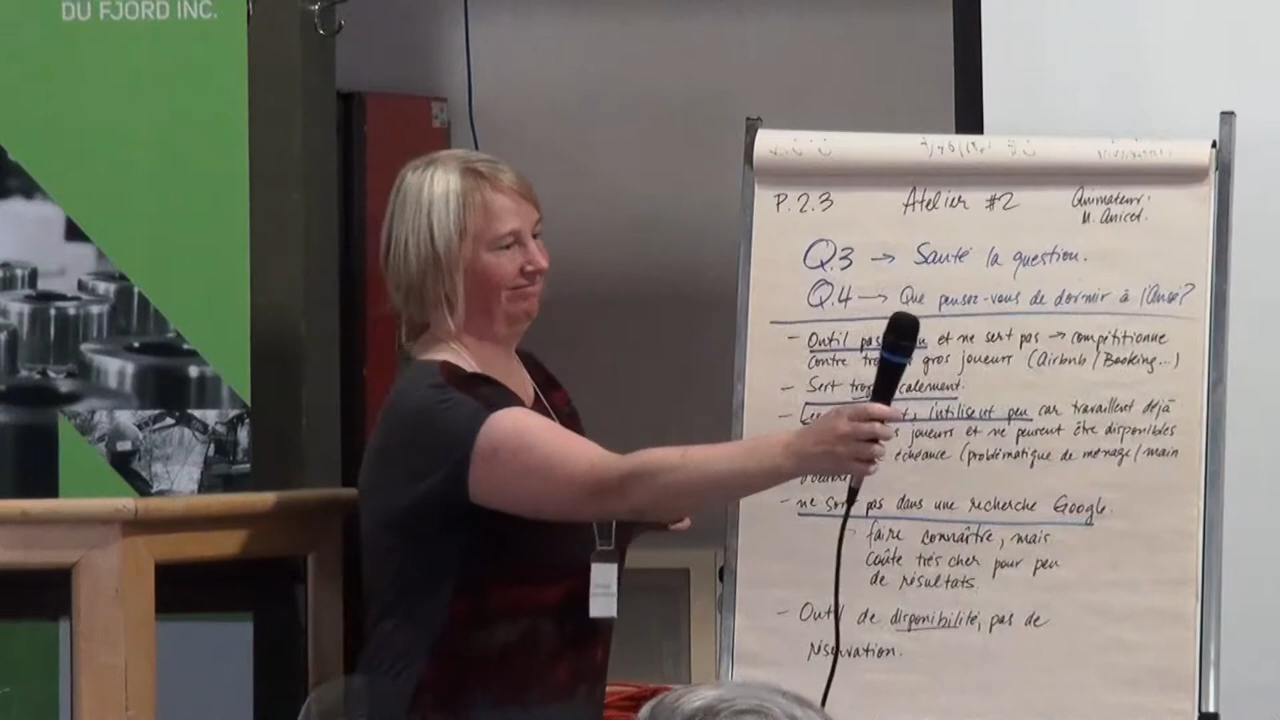 DU FJORD INC.
P.2.3 Atelier #2 Animateur:
M. Anicet.
Q.3 → Sauté la question.
Q.4 → Que pensez-vous de dormir à l'Anse?
- Outil pas et ne sert pas → compétitionne
contre gros joueurs (Airbnb/Booking...)
- Sert calement.
- intilisent peu car travaillent déjà
joueurs et ne peuvent être disponibles
échéance (problématique de ménage/main
- ne sort pas dans une recherche Google.
faire connaître, mais
coûte très cher pour peu
de résultats.
- Outil de disponibilité, pas de
réservation.